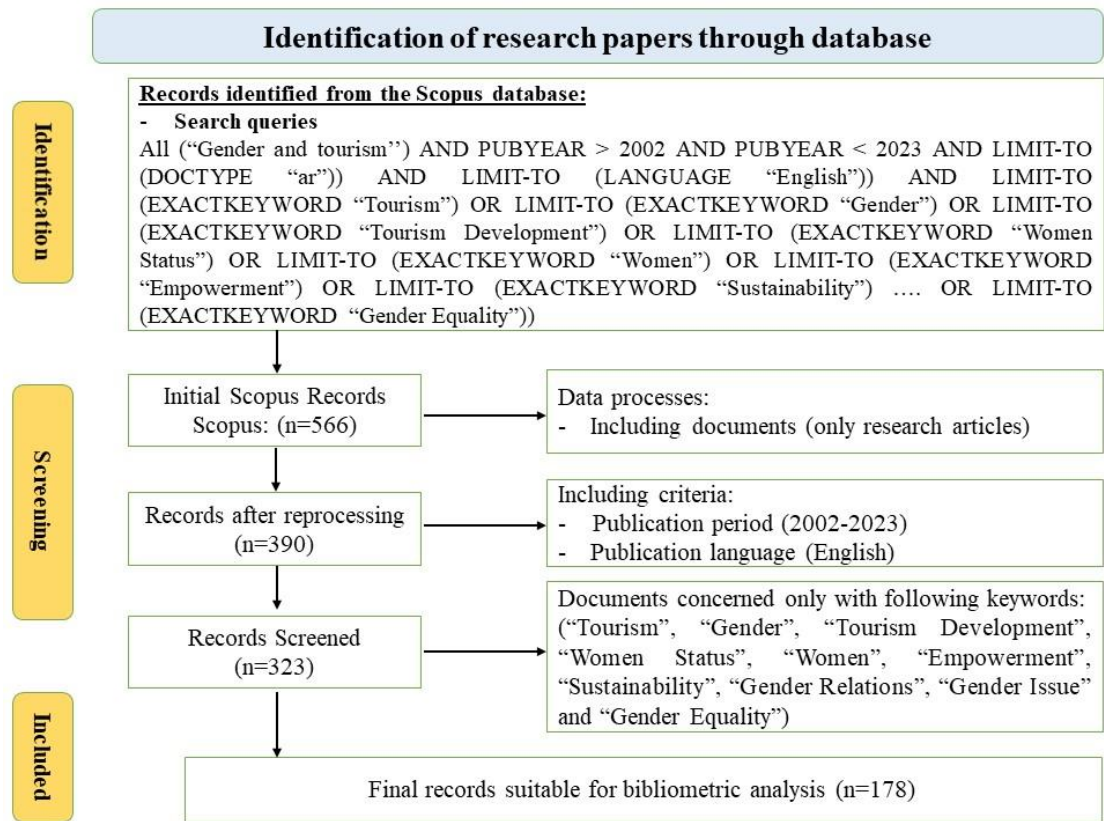 Identification of research papers through database
Identification
Records identified from the Scopus database:
- Search queries
All (“Gender and tourism’’) AND PUBYEAR > 2002 AND PUBYEAR < 2023 AND LIMIT-TO
(DOCTYPE “ar”)) AND LIMIT-TO (LANGUAGE “English”)) AND LIMIT-TO
(EXACTKEYWORD “Tourism”) OR LIMIT-TO (EXACTKEYWORD “Gender”) OR LIMIT-TO
(EXACTKEYWORD “Tourism Development”) OR LIMIT-TO (EXACTKEYWORD “Women
Status”) OR LIMIT-TO (EXACTKEYWORD “Women”) OR LIMIT-TO (EXACTKEYWORD
“Empowerment”) OR LIMIT-TO (EXACTKEYWORD “Sustainability”) …. OR LIMIT-TO
(EXACTKEYWORD “Gender Equality”))
Screening
Initial Scopus Records
Scopus: (n=566)
Data processes:
- Including documents (only research articles)
Records after reprocessing
(n=390)
Including criteria:
- Publication period (2002-2023)
- Publication language (English)
Records Screened
(n=323)
Documents concerned only with following keywords:
(“Tourism”, “Gender”, “Tourism Development”,
“Women Status”, “Women”, “Empowerment”,
“Sustainability”, “Gender Relations”, “Gender Issue”
and “Gender Equality”)
Included
Final records suitable for bibliometric analysis (n=178)